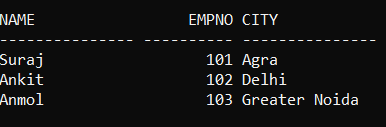 NAME                 EMPNO CITY
--------------- ---------- ---------------
Suraj                  101 Agra
Ankit                  102 Delhi
Anmol                  103 Greater Noida